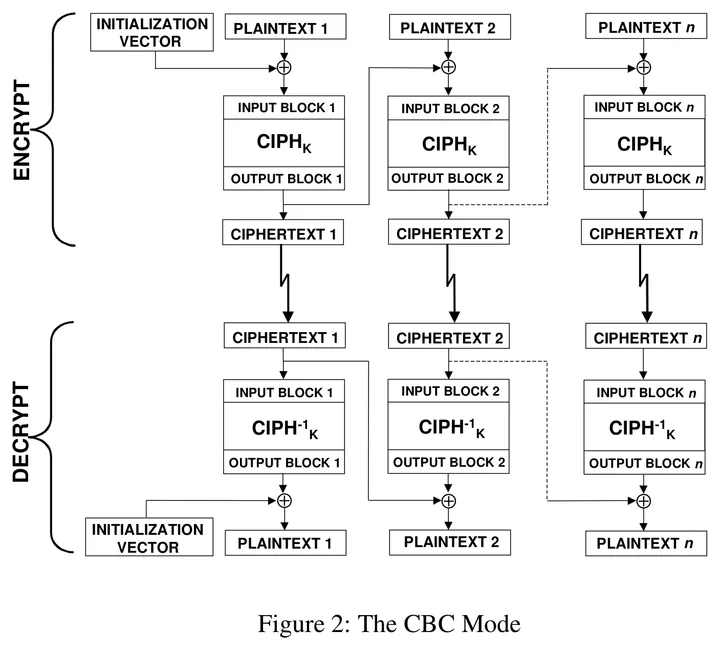 ENCRYPT
INITIALIZATION
VECTOR
PLAINTEXT 1
PLAINTEXT 2
PLAINTEXT n
INPUT BLOCK 1
INPUT BLOCK 2
INPUT BLOCK n
CIPHK
CIPHK
CIPHK
OUTPUT BLOCK 1
OUTPUT BLOCK 2
OUTPUT BLOCK n
CIPHERTEXT 1
CIPHERTEXT 2
CIPHERTEXT n
DECRYPT
CIPHERTEXT 1
CIPHERTEXT 2
CIPHERTEXT n
INPUT BLOCK 1
INPUT BLOCK 2
INPUT BLOCK n
CIPH-1K
CIPH-1K
CIPH-1K
OUTPUT BLOCK 1
OUTPUT BLOCK 2
OUTPUT BLOCK n
INITIALIZATION
VECTOR
PLAINTEXT 1
PLAINTEXT 2
PLAINTEXT n
Figure 2: The CBC Mode